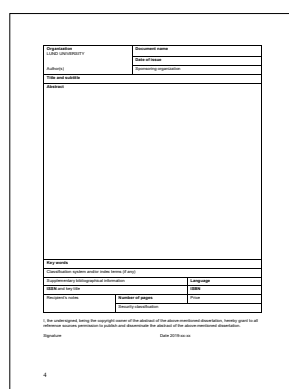 Organization
LUND UNIVERSITY
Document name
Date of issue
Author(s)
Sponsoring organization
Title and subtitle
Abstract
Key words
Classification system and/or index terms (if any)
Supplementary bibliographical information
Language
ISSN and key title
ISBN
Recipient's notes
Number of pages
Price
Security classification
I, the undersigned, being the copyright owner of the abstract of the above-mentioned dissertation, hereby grant to all
reference sources permission to publish and disseminate the abstract of the above-mentioned dissertation.
Signature
Date 2019-xx-xx
4